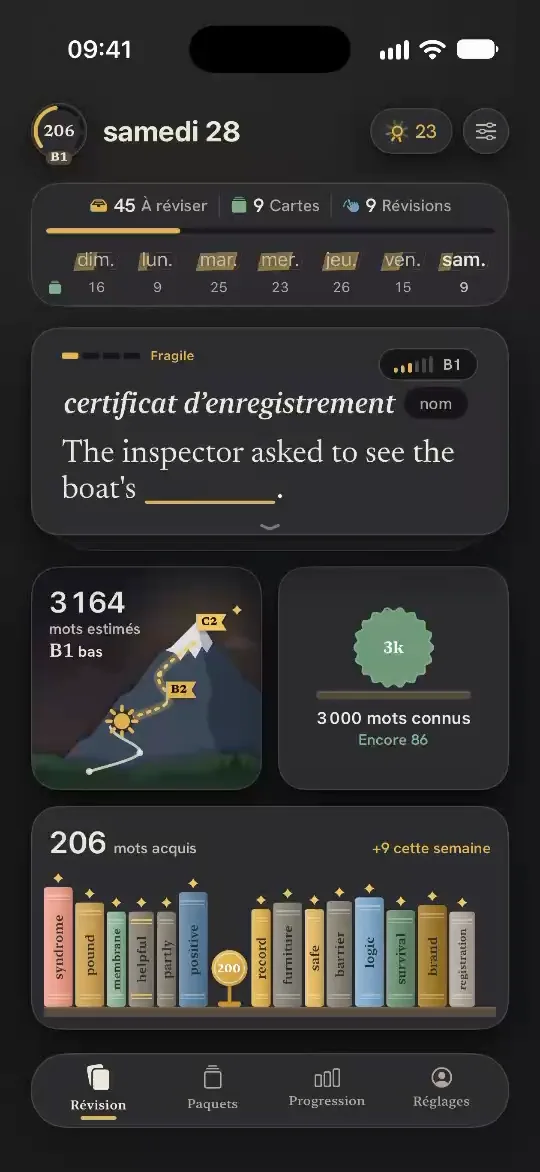 09:41
206
B1
samedi 28
23
45 À réviser
9 Cartes
9 Révisions
dim. lun. mar. mer. jeu. ven. sam.
16 9 25 23 26 15 9
Fragile
B1
certificat d’enregistrement nom
The inspector asked to see the
boat's ________.
3 164
mots estimés
B1 bas
C2
B2
3k
3 000 mots connus
Encore 86
206 mots acquis
+9 cette semaine
syndrome
pound
membrane
helpful
partly
positive
200
record
furniture
safe
barrier
logic
survival
brand
registration
Révision
Paquets
Progression
Réglages